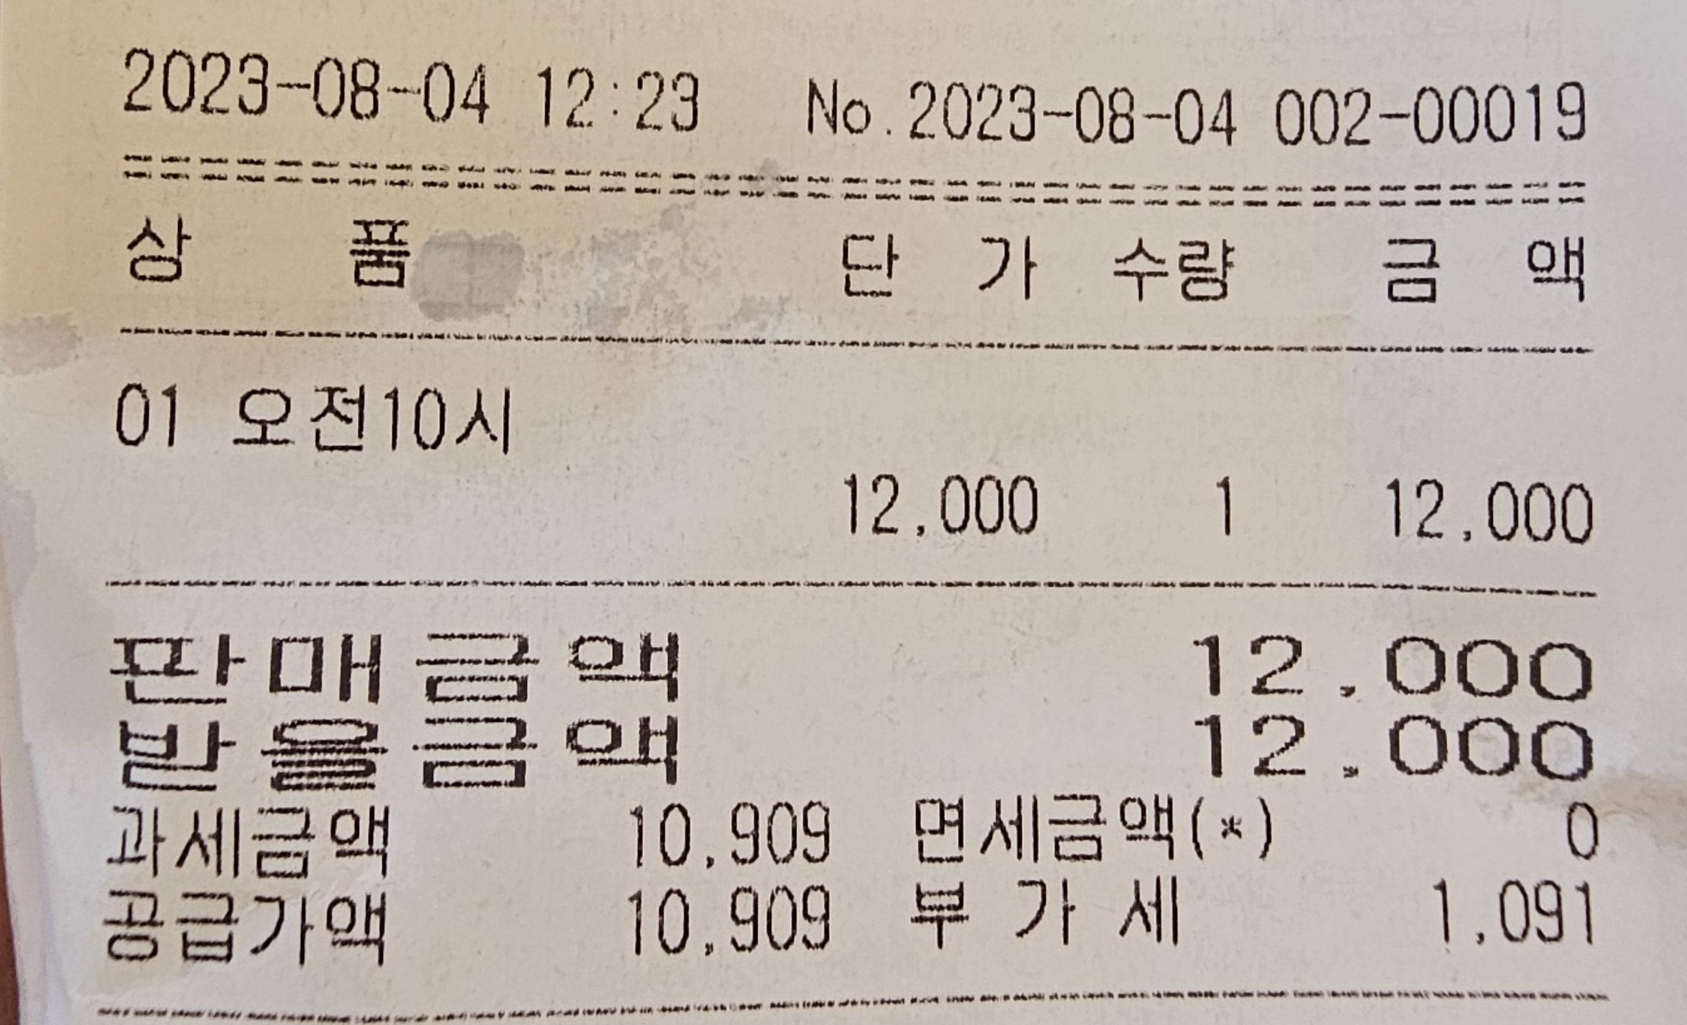 2023-08-04 12:23 No.2023-08-04 002-00019
상 품 단 가 수량 금 액
01 오전10시
12,000 1 12,000
판매금액 12,000
받을금액 12,000
과세금액 10,909 면세금액(*) 0
공급가액 10,909 부 가 세 1,091